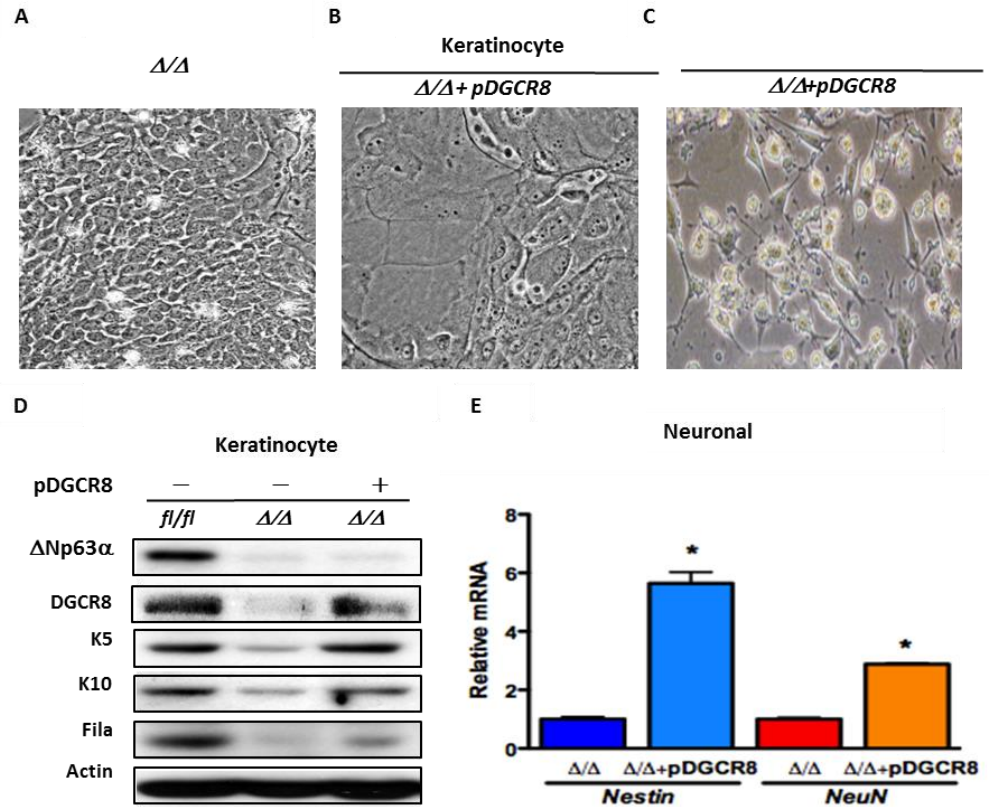 A
B
C
Δ/Δ
Keratinocyte
Δ/Δ + pDGCR8
Δ/Δ+pDGCR8
D
E
Keratinocyte
Neuronal
pDGCR8 − − +
fl/fl Δ/Δ Δ/Δ
ΔNp63α
DGCR8
K5
K10
Fila
Actin
Relative mRNA
8
6
4
2
0
*
*
Δ/Δ Δ/Δ+pDGCR8 Δ/Δ Δ/Δ+pDGCR8
Nestin NeuN